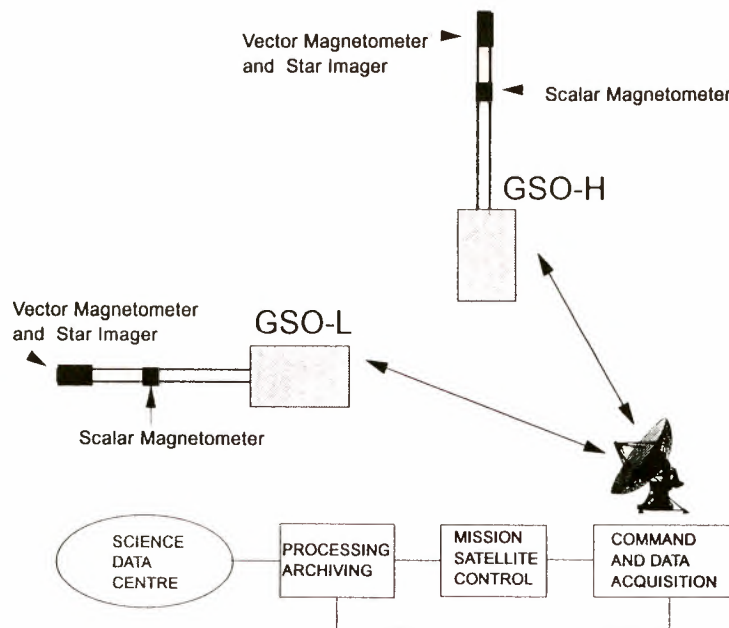 Vector Magnetometer
and Star Imager
Scalar Magnetometer
GSO-H
Vector Magnetometer
and Star Imager
GSO-L
Scalar Magnetometer
SCIENCE
DATA
CENTRE
PROCESSING
ARCHIVING
MISSION
SATELLITE
CONTROL
COMMAND
AND DATA
ACQUISITION